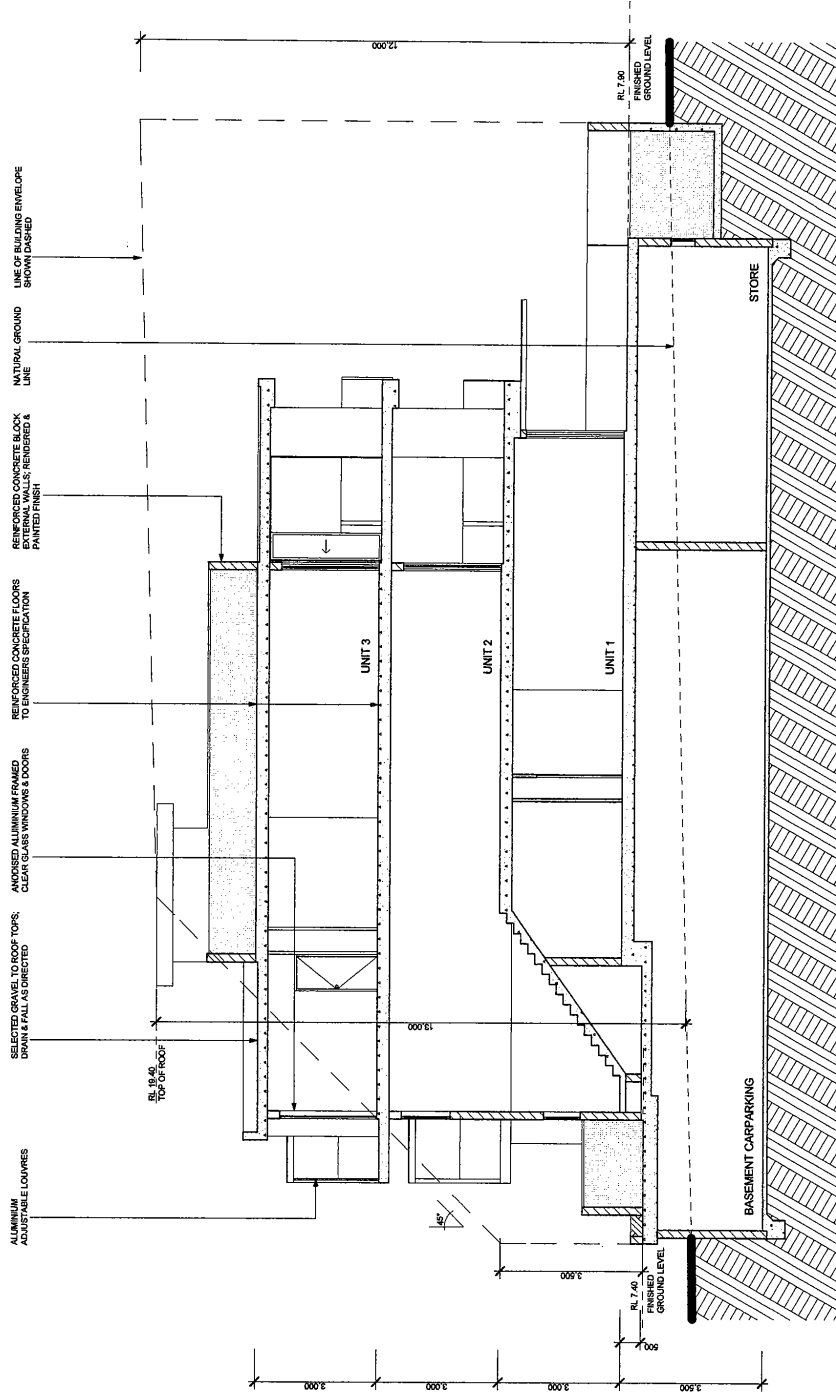 ALUMINIUM
ADJUSTABLE LOUVRES
SELECTED GRAVEL TO ROOF TOPS;
DRAIN & FALL AS DIRECTED
ANODISED ALUMINIUM FRAMED
CLEAR GLASS WINDOWS & DOORS
REINFORCED CONCRETE FLOORS
TO ENGINEERS SPECIFICATION
REINFORCED CONCRETE BLOCK
EXTERNAL WALLS; RENDERED &
PAINTED FINISH
NATURAL GROUND
LINE
LINE OF BUILDING ENVELOPE
SHOWN DASHED
RL 19.40
TOP OF ROOF
13.000
12.000
45°
3.500
RL 7.40
FINISHED
GROUND LEVEL
RL 7.90
FINISHED
GROUND LEVEL
UNIT 3
UNIT 2
UNIT 1
BASEMENT CARPARKING
STORE
3.000
3.000
3.000
500
3.500